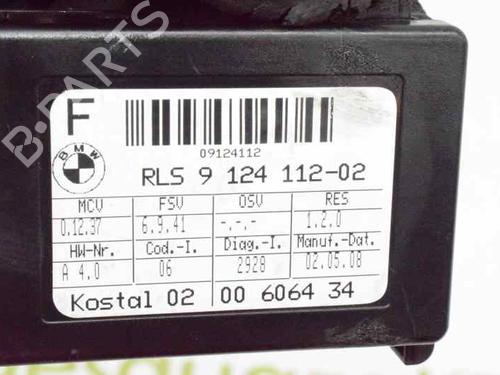 F
BMW
09124112
RLS 9 124 112-02
MCV FSV OSV RES
0.12.37 6.9.41 -.-.- 1.2.0
HW-Nr. Cod.-I. Diag.-I. Manuf.-Dat.
A 4.0 06 2928 02.05.08
Kostal 02 00 6064 34
B-PARTS